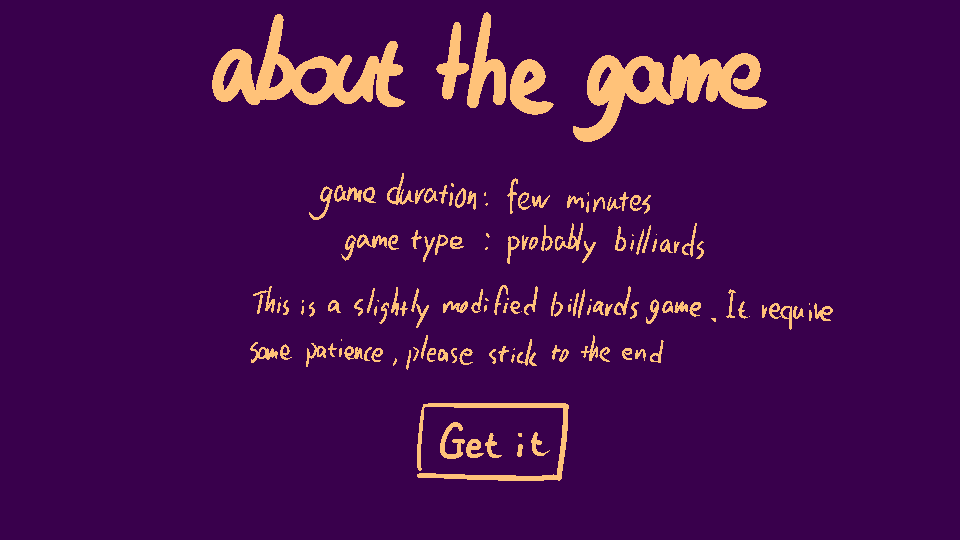 about the game
game duration: few minutes
game type : probably billiards
This is a slightly modified billiards game. It require
some patience, please stick to the end
Get it